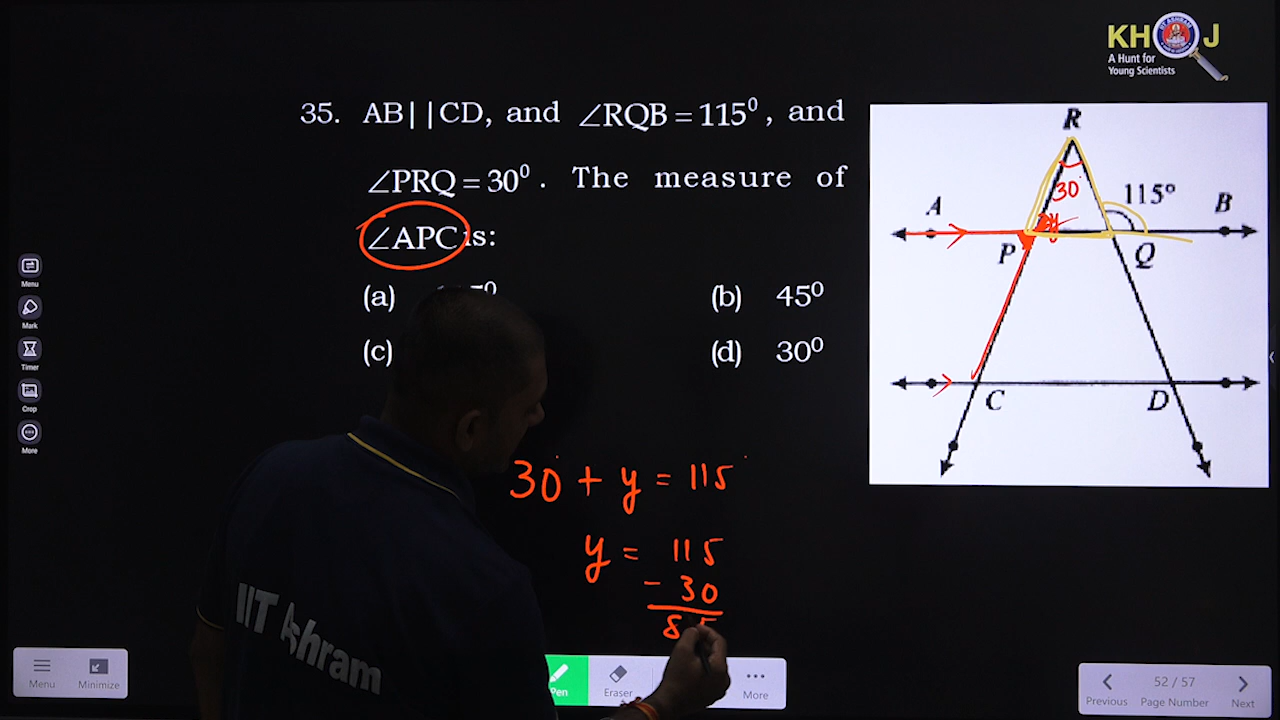 KHOJ
A Hunt for
Young Scientists
35. AB||CD, and ∠RQB = 115⁰, and
∠PRQ = 30⁰. The measure of
∠APC is:
(a)
(b) 45⁰
(c)
(d) 30⁰
R
30°
115°
A
B
y
P
Q
C
D
30° + y = 115°
y = 115
- 30
85
IIT Ashram
Menu
Mark
Timer
Crop
More
Menu
Minimize
Pen
Eraser
More
Previous
52 / 57
Page Number
Next